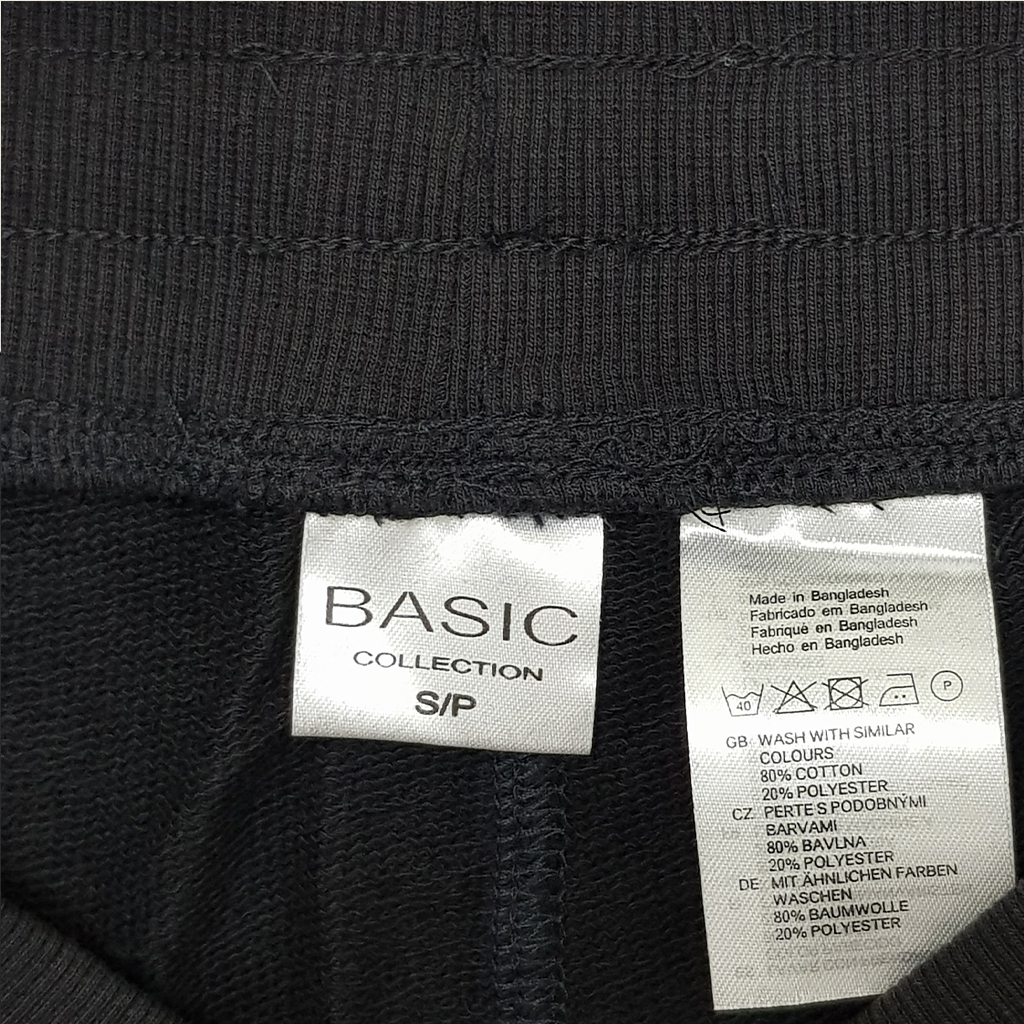 BASIC
COLLECTION
S/P
Made in Bangladesh
Fabricado em Bangladesh
Fabriqué en Bangladesh
Hecho en Bangladesh
40
P
GB: WASH WITH SIMILAR
COLOURS
80% COTTON
20% POLYESTER
CZ: PERTE S PODOBNÝMI
BARVAMI
80% BAVLNA
20% POLYESTER
DE: MIT ÄHNLICHEN FARBEN
WASCHEN
80% BAUMWOLLE
20% POLYESTER